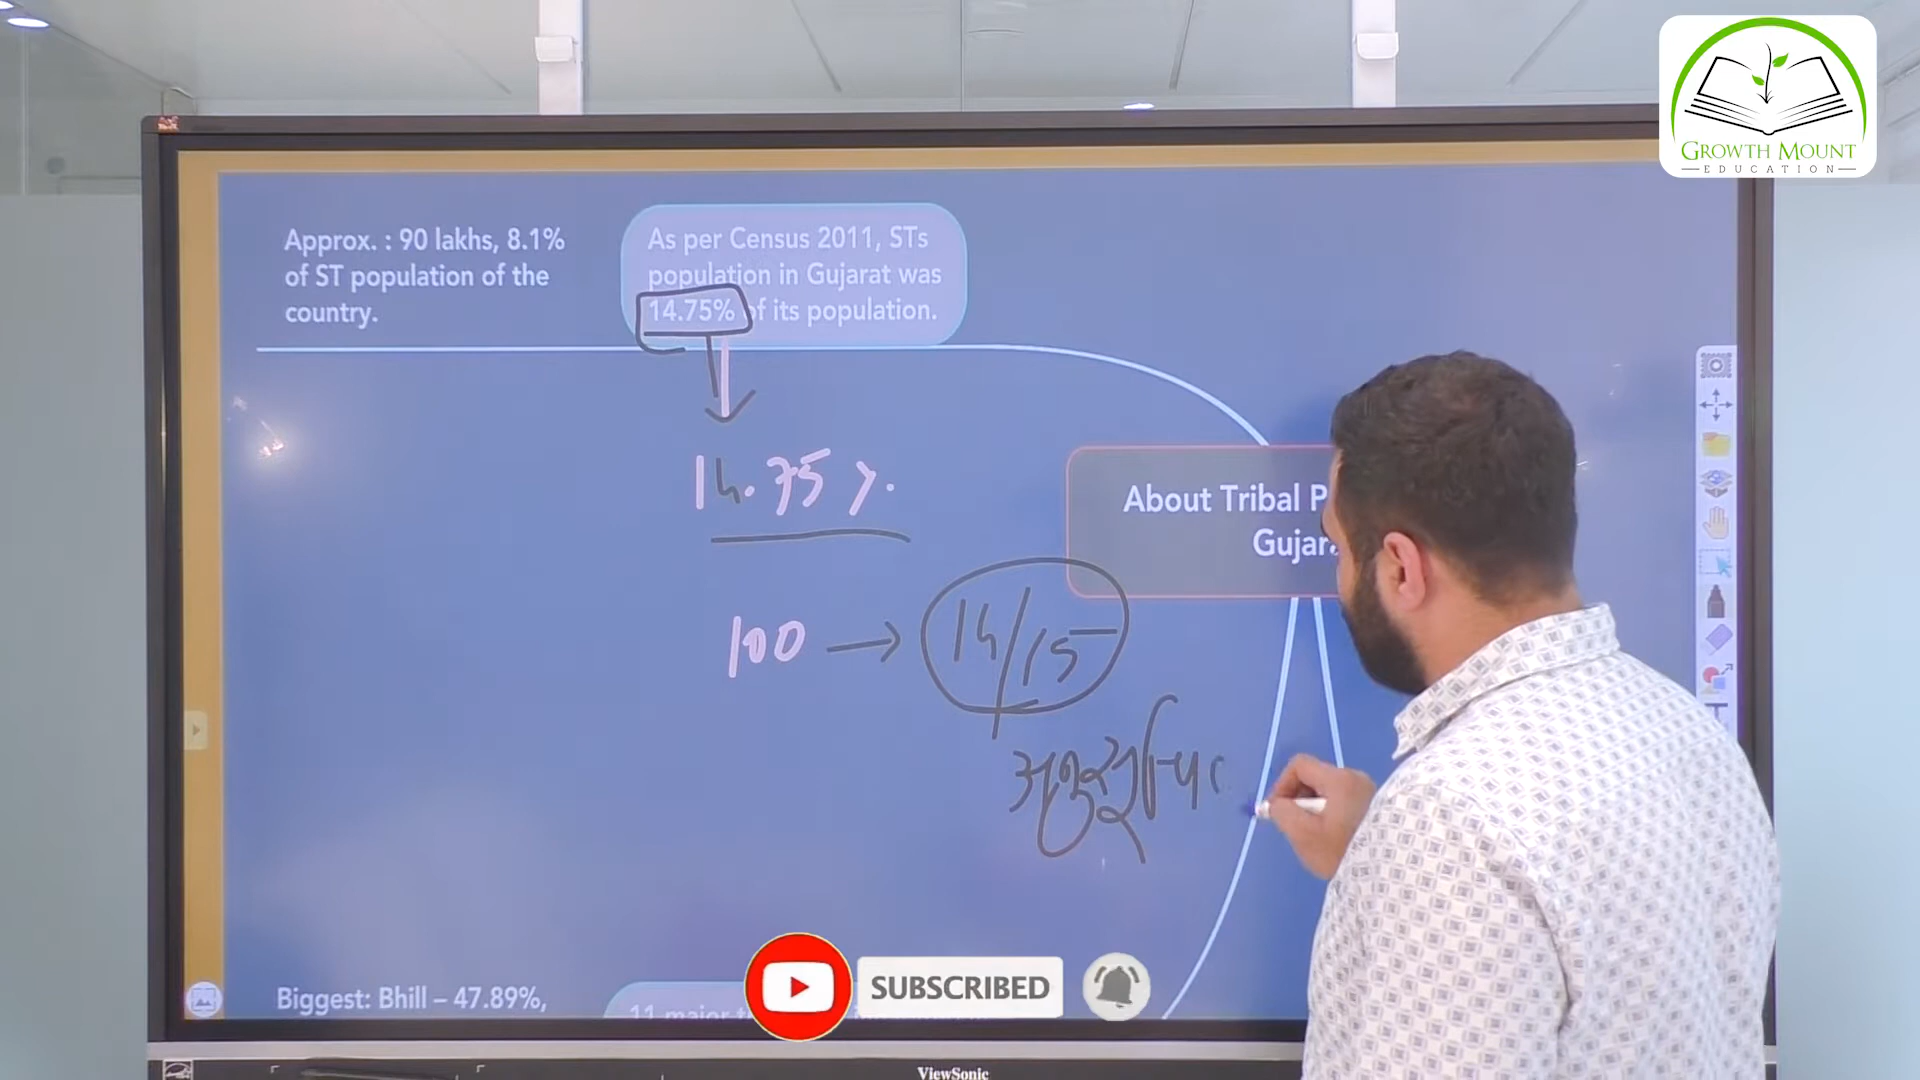 GROWTH MOUNT
EDUCATION
Approx. : 90 lakhs, 8.1%
of ST population of the
country.
As per Census 2011, STs
population in Gujarat was
14.75% of its population.
14.75%
100 → 14/15
About Tribal P
Gujar
Biggest: Bhill – 47.89%,
11 major
SUBSCRIBED
ViewSonic